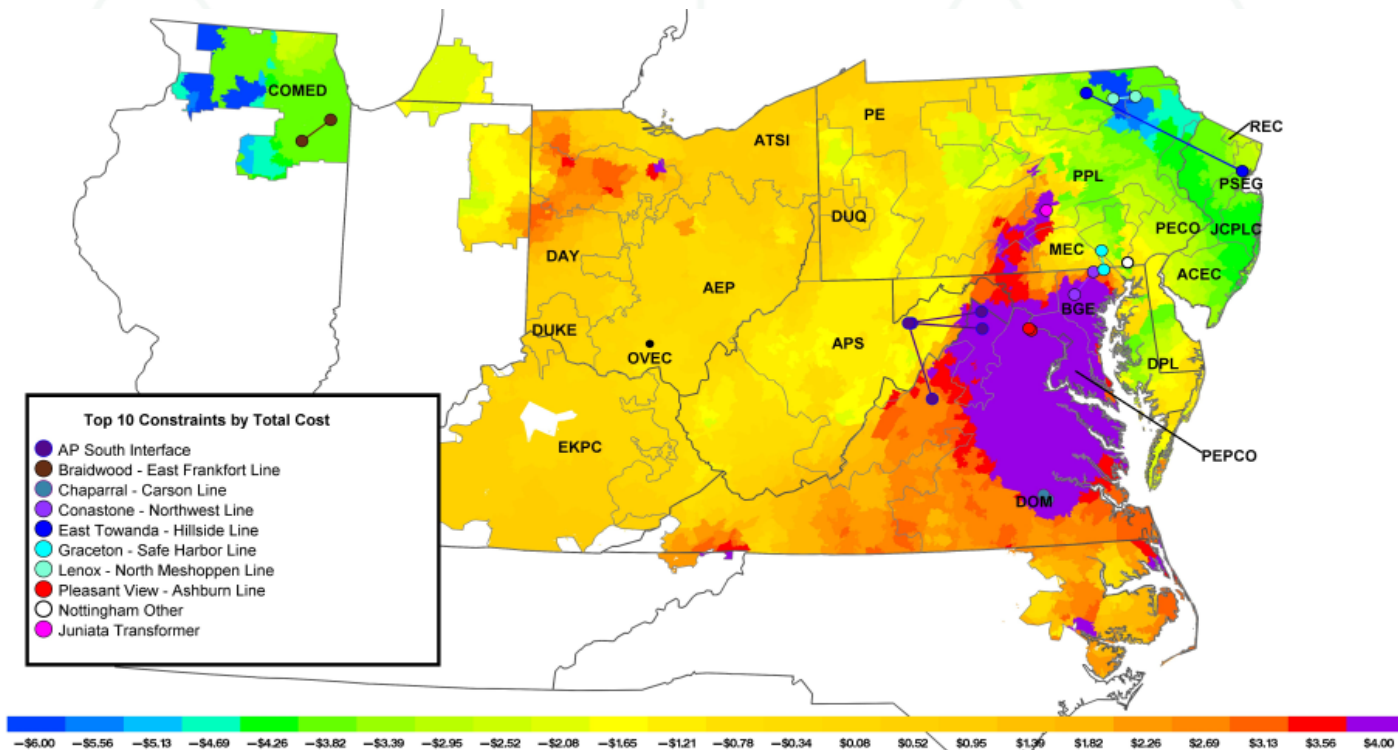 COMED
ATSI
PE
REC
PPL
PSEG
DUQ
PECO
JCPLC
MEC
DAY
ACEC
AEP
BGE
DUKE
APS
OVEC
DPL
Top 10 Constraints by Total Cost
AP South Interface
Braidwood - East Frankfort Line
Chaparral - Carson Line
Conastone - Northwest Line
East Towanda - Hillside Line
Graceton - Safe Harbor Line
Lenox - North Meshoppen Line
Pleasant View - Ashburn Line
Nottingham Other
Juniata Transformer
EKPC
PEPCO
DOM
—$6.00 —$5.56 —$5.13 —$4.69 —$4.26 —$3.82 —$3.39 —$2.95 —$2.52 —$2.08 —$1.65 —$1.21 —$0.78 —$0.34 $0.08 $0.52 $0.95 $1.39 $1.82 $2.26 $2.69 $3.13 $3.56 $4.00